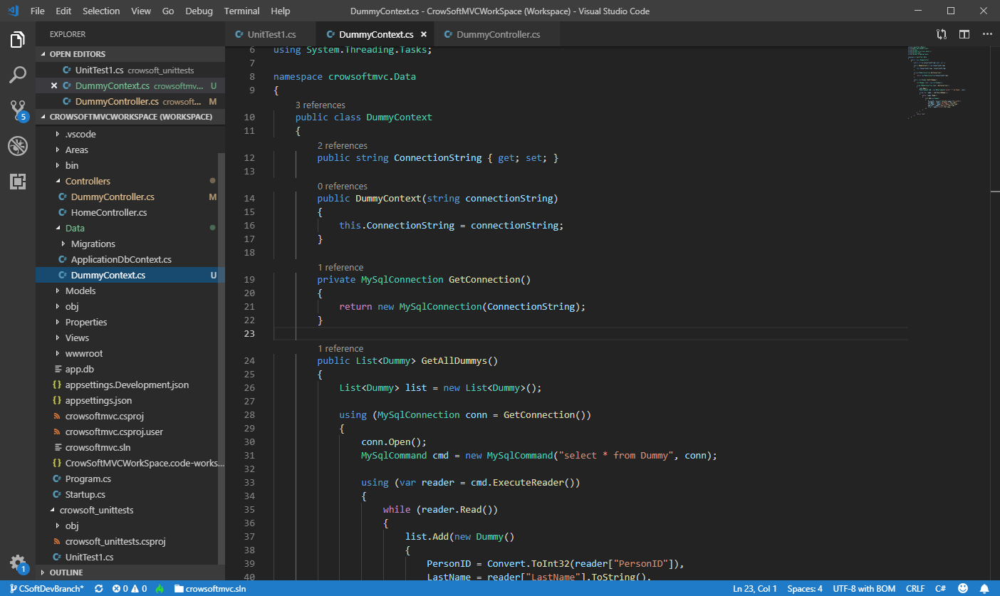 File Edit Selection View Go Debug Terminal Help DummyContext.cs - CrowSoftMVCWorkSpace (Workspace) - Visual Studio Code
EXPLORER
OPEN EDITORS
UnitTest1.cs crowsoft_unittests
DummyContext.cs crowsoftmv... U
DummyController.cs crowsoft... M
CROWSOFTMVCWORKSPACE (WORKSPACE)
.vscode
Areas
bin
Controllers
DummyController.cs M
HomeController.cs
Data
Migrations
ApplicationDbContext.cs
DummyContext.cs U
Models
obj
Properties
Views
wwwroot
app.db
appsettings.Development.json
appsettings.json
crowsoftmvc.csproj
crowsoftmvc.csproj.user
crowsoftmvc.sln
CrowSoftMVCWorkSpace.code-works...
Program.cs
Startup.cs
crowsoft_unittests
obj
crowsoft_unittests.csproj
UnitTest1.cs
OUTLINE
5
1
UnitTest1.cs DummyContext.cs DummyController.cs
6 using System.Threading.Tasks;
7
8 namespace crowsoftmvc.Data
9 {
3 references
10 public class DummyContext
11 {
2 references
12 public string ConnectionString { get; set; }
13
0 references
14 public DummyContext(string connectionString)
15 {
16 this.ConnectionString = connectionString;
17 }
18
1 reference
19 private MySqlConnection GetConnection()
20 {
21 return new MySqlConnection(ConnectionString);
22 }
23
1 reference
24 public List<Dummy> GetAllDummys()
25 {
26 List<Dummy> list = new List<Dummy>();
27
28 using (MySqlConnection conn = GetConnection())
29 {
30 conn.Open();
31 MySqlCommand cmd = new MySqlCommand("select * from Dummy", conn);
32
33 using (var reader = cmd.ExecuteReader())
34 {
35 while (reader.Read())
36 {
37 list.Add(new Dummy()
38 {
39 PersonID = Convert.ToInt32(reader["PersonID"]),
40 LastName = reader["LastName"].ToString(),
CSoftDevBranch* 0 0 crowsoftmvc.sln Ln 23, Col 1 Spaces: 4 UTF-8 with BOM CRLF C#